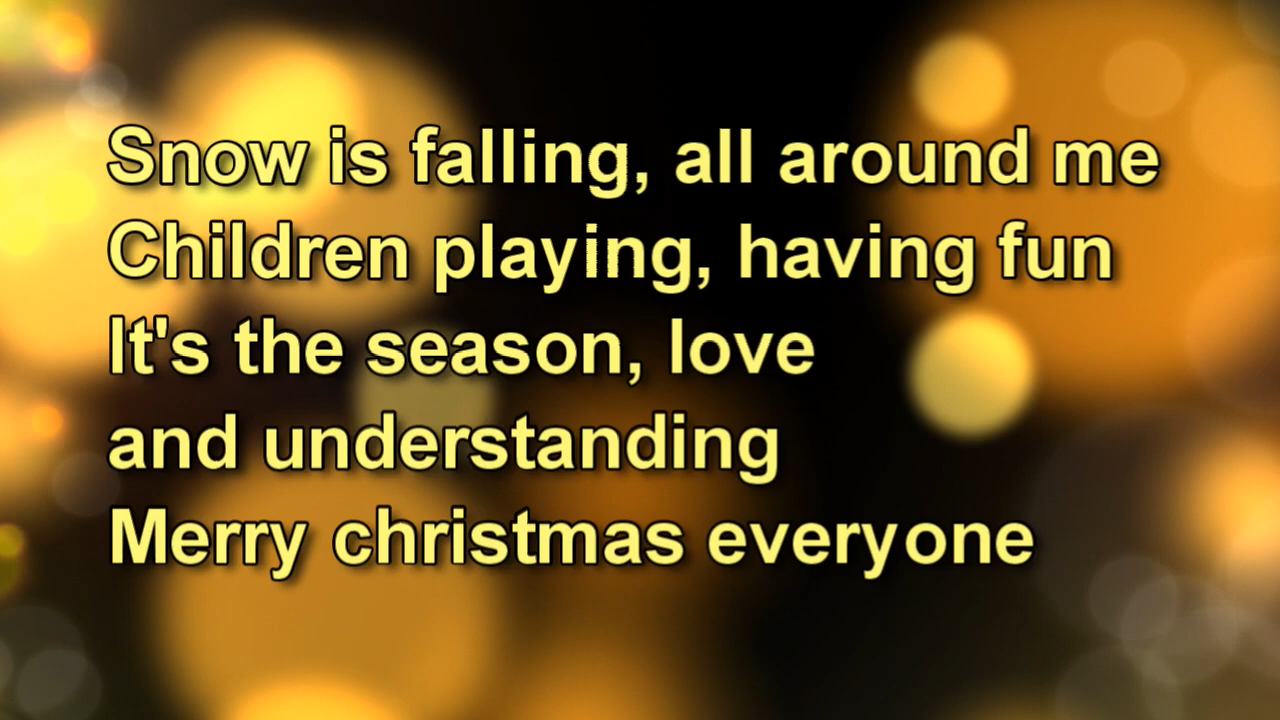 Snow is falling, all around me
Children playing, having fun
It's the season, love
and understanding
Merry christmas everyone